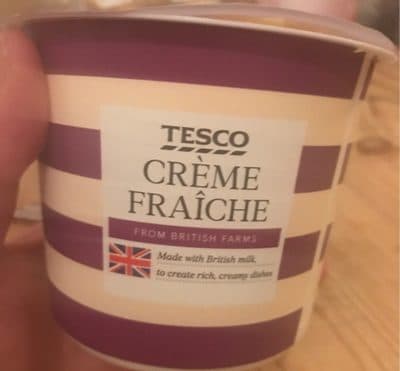 TESCO
CRÈME
FRAÎCHE
FROM BRITISH FARMS
Made with British milk,
to create rich, creamy dishes